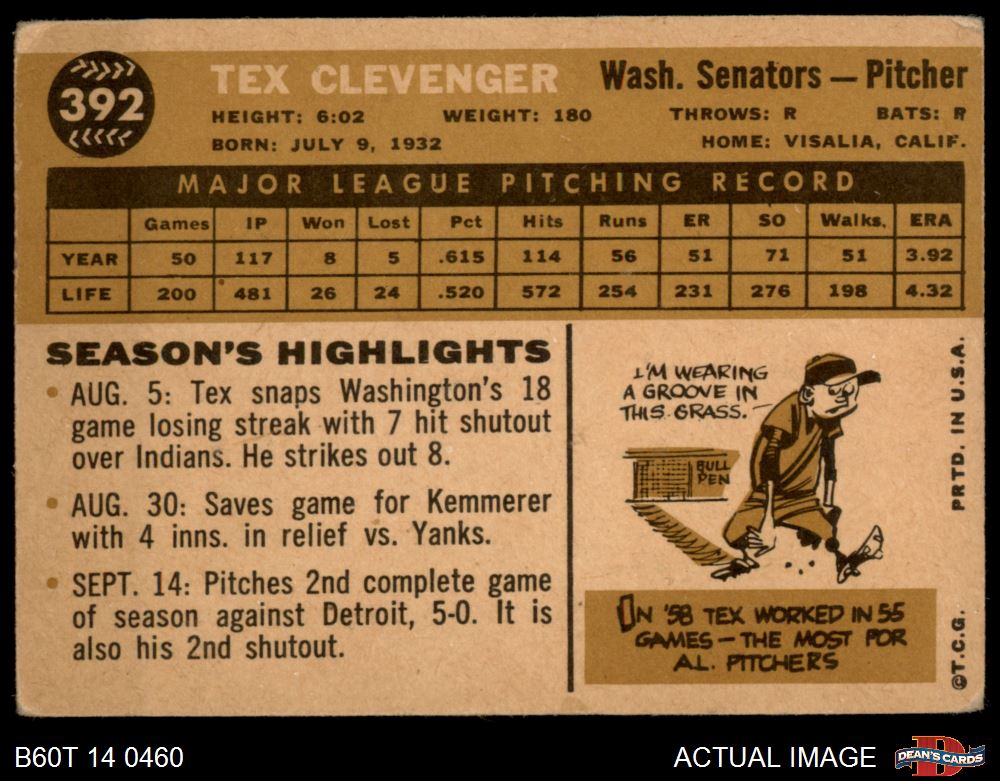 392
TEX CLEVENGER
Wash. Senators — Pitcher
HEIGHT: 6:02 WEIGHT: 180 THROWS: R BATS: R
BORN: JULY 9, 1932 HOME: VISALIA, CALIF.
MAJOR LEAGUE PITCHING RECORD
Games IP Won Lost Pct Hits Runs ER SO Walks. ERA
YEAR 50 117 8 5 .615 114 56 51 71 51 3.92
LIFE 200 481 26 24 .520 572 254 231 276 198 4.32
SEASON'S HIGHLIGHTS
• AUG. 5: Tex snaps Washington's 18
game losing streak with 7 hit shutout
over Indians. He strikes out 8.
• AUG. 30: Saves game for Kemmerer
with 4 inns. in relief vs. Yanks.
• SEPT. 14: Pitches 2nd complete game
of season against Detroit, 5-0. It is
also his 2nd shutout.
I'M WEARING
A GROOVE IN
THIS GRASS.
BULL
PEN
IN '58 TEX WORKED IN 55
GAMES — THE MOST FOR
A.L. PITCHERS
©T.C.G. PRTD. IN U.S.A.
B60T 14 0460
ACTUAL IMAGE
DEAN'S CARDS